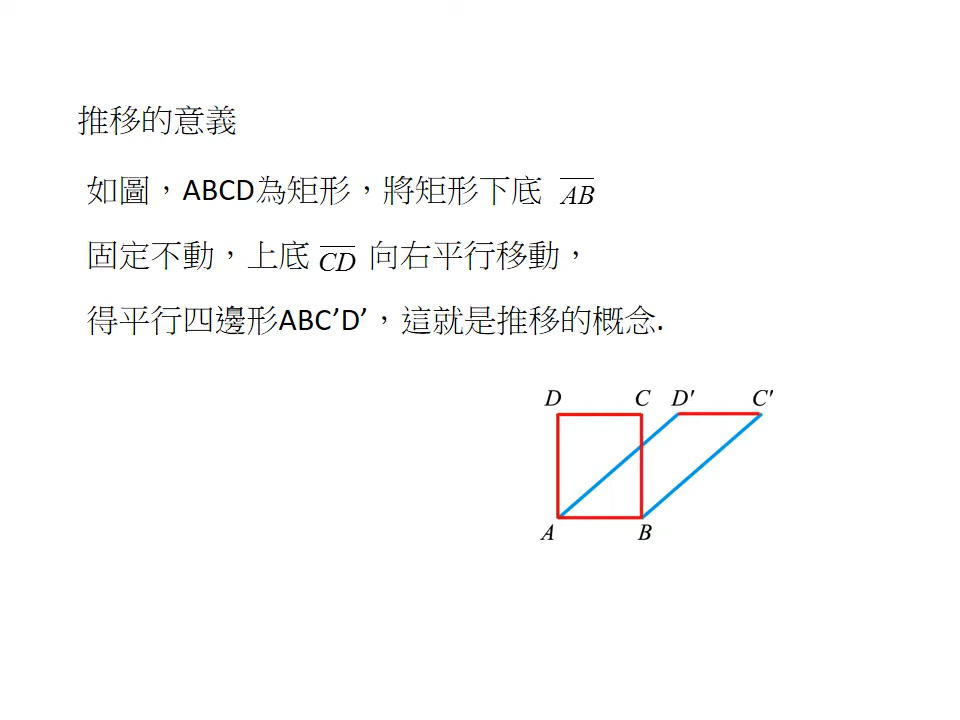 推移的意義
如圖，ABCD為矩形，將矩形下底 AB
固定不動，上底 CD 向右平行移動，
得平行四邊形ABC’D’，這就是推移的概念.
D C D′ C′
A B